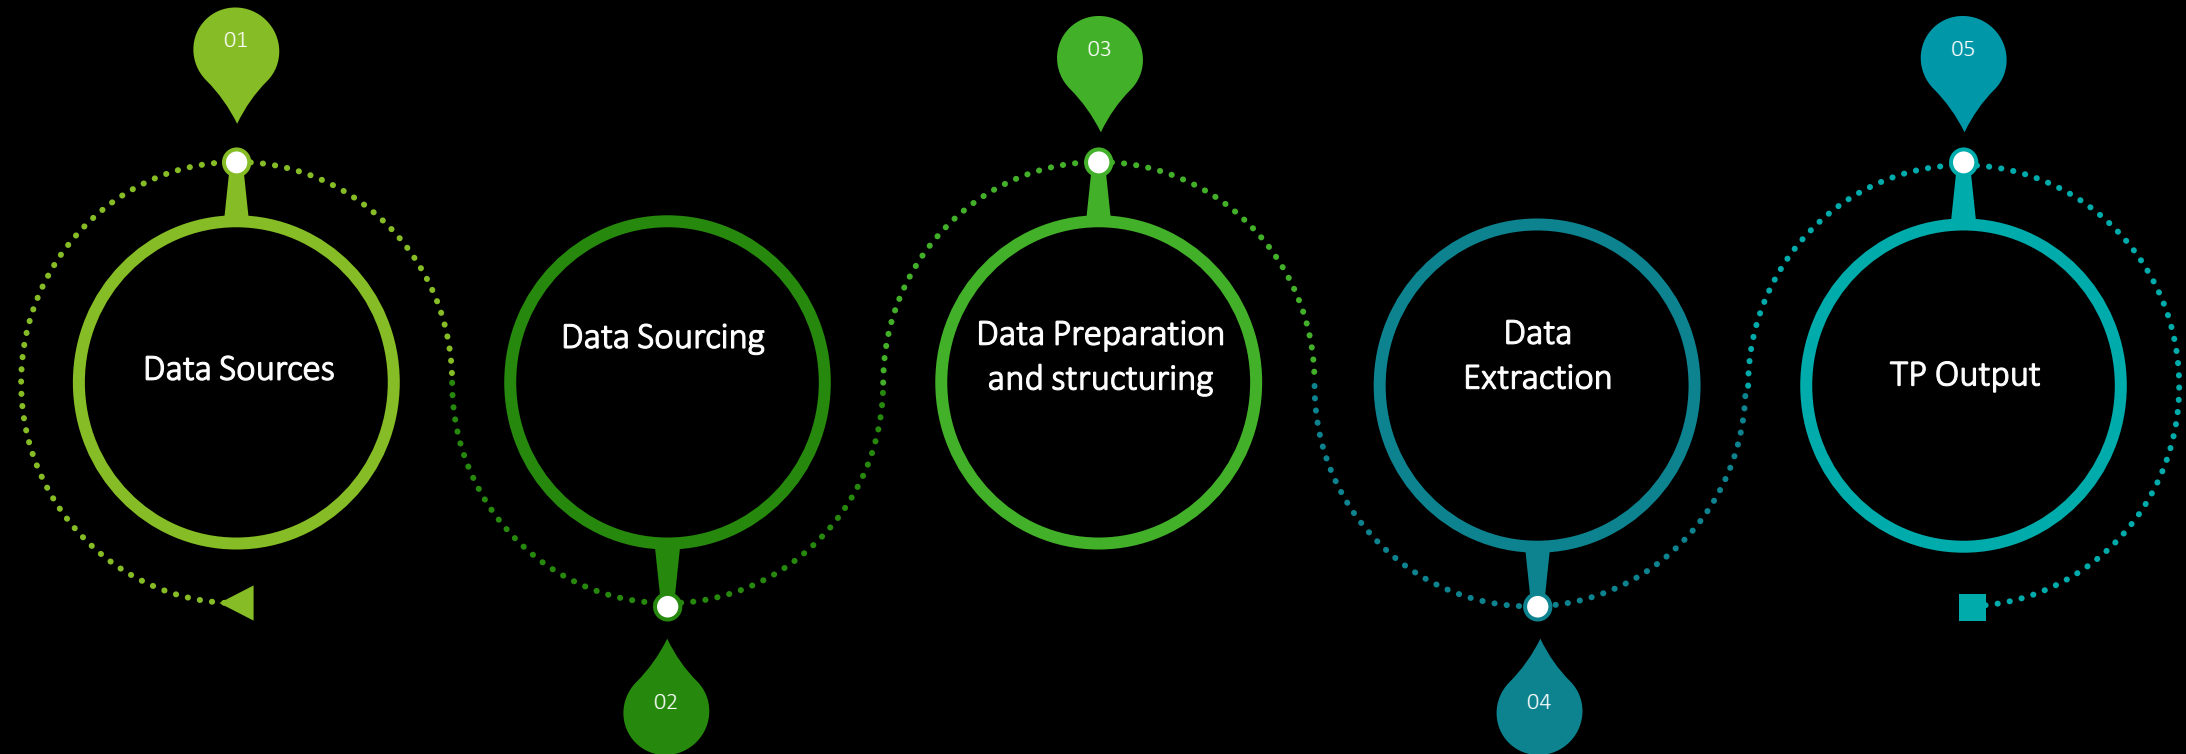 01
Data Sources
02
Data Sourcing
03
Data Preparation
and structuring
04
Data
Extraction
05
TP Output